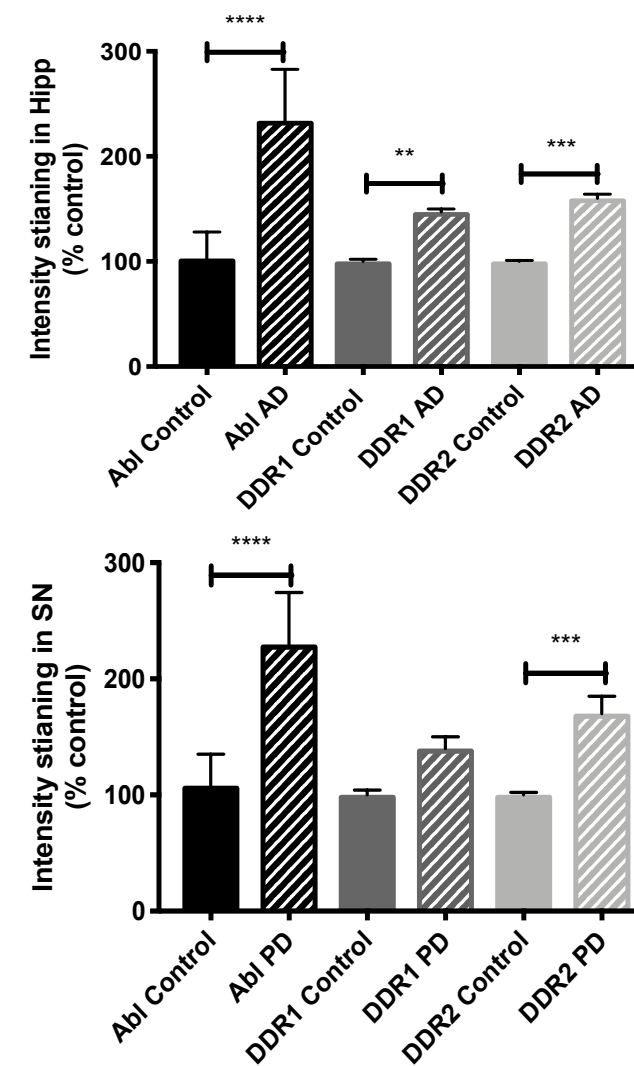 ****
**
***
300
200
100
0
Intensity stianing in Hipp
(% control)
Abl Control
Abl AD
DDR1 Control
DDR1 AD
DDR2 Control
DDR2 AD
****
***
300
200
100
0
Intensity stianing in SN
(% control)
Abl Control
Abl PD
DDR1 Control
DDR1 PD
DDR2 Control
DDR2 PD